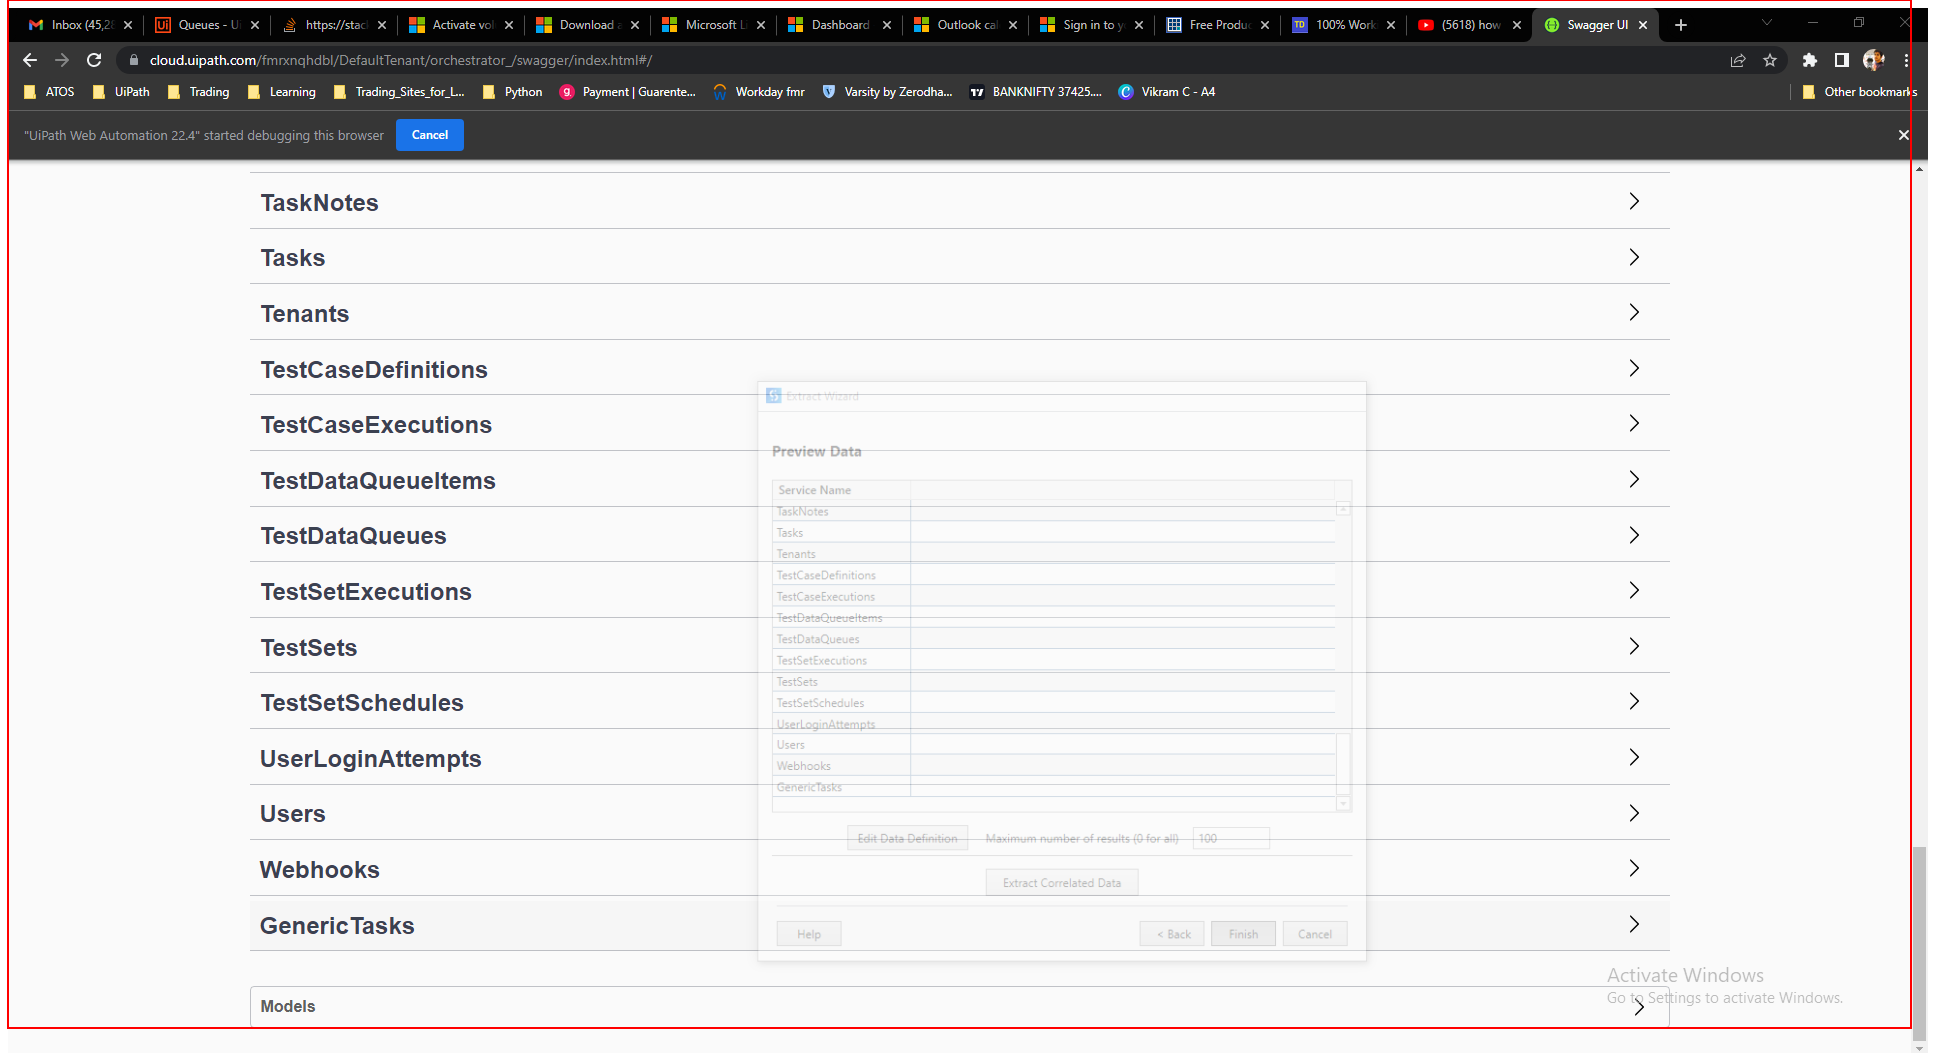 Inbox (45,28
Queues - Ui
https://stac
Activate vol
Download a
Microsoft Li
Dashboard
Outlook cal
Sign in to yo
Free Produc
TD
100% Work
(5618) how
Swagger UI
cloud.uipath.com/fmrxnqhdbl/DefaultTenant/orchestrator_/swagger/index.html#/
ATOS
UiPath
Trading
Learning
Trading_Sites_for_L...
Python
Payment | Guarente...
Workday fmr
Varsity by Zerodha...
BANKNIFTY 37425....
Vikram C - A4
Other bookmarks
"UiPath Web Automation 22.4" started debugging this browser
Cancel
TaskNotes
Tasks
Tenants
TestCaseDefinitions
TestCaseExecutions
TestDataQueueItems
TestDataQueues
TestSetExecutions
TestSets
TestSetSchedules
UserLoginAttempts
Users
Webhooks
GenericTasks
Models
Extract Wizard
Preview Data
Service Name
TaskNotes
Tasks
Tenants
TestCaseDefinitions
TestCaseExecutions
TestDataQueueItems
TestDataQueues
TestSetExecutions
TestSets
TestSetSchedules
UserLoginAttempts
Users
Webhooks
GenericTasks
Edit Data Definition
Maximum number of results (0 for all)
100
Extract Correlated Data
Help
< Back
Finish
Cancel
Activate Windows
Go to Settings to activate Windows.